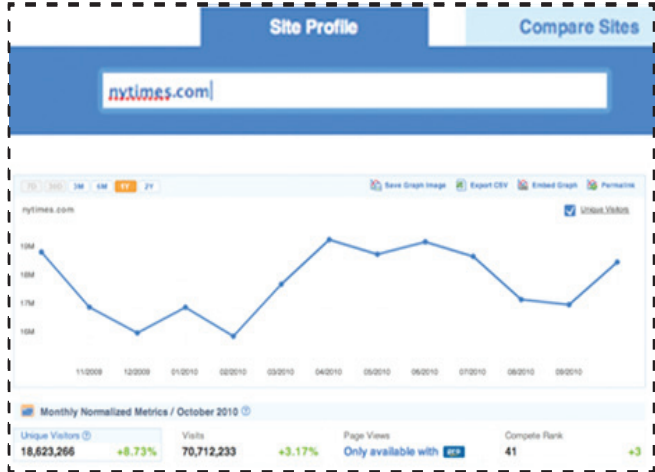 Site Profile Compare Sites
nytimes.com
3M 6M 1Y 2Y Save Graph Image Export CSV Embed Graph Permalink
nytimes.com Unique Visitors
19M
18M
17M
16M
11/2009 12/2009 01/2010 02/2010 03/2010 04/2010 05/2010 06/2010 07/2010 08/2010 09/2010
Monthly Normalized Metrics / October 2010
Unique Visitors Visits Page Views Compete Rank
18,623,266 +8.73% 70,712,233 +3.17% Only available with 41 +3